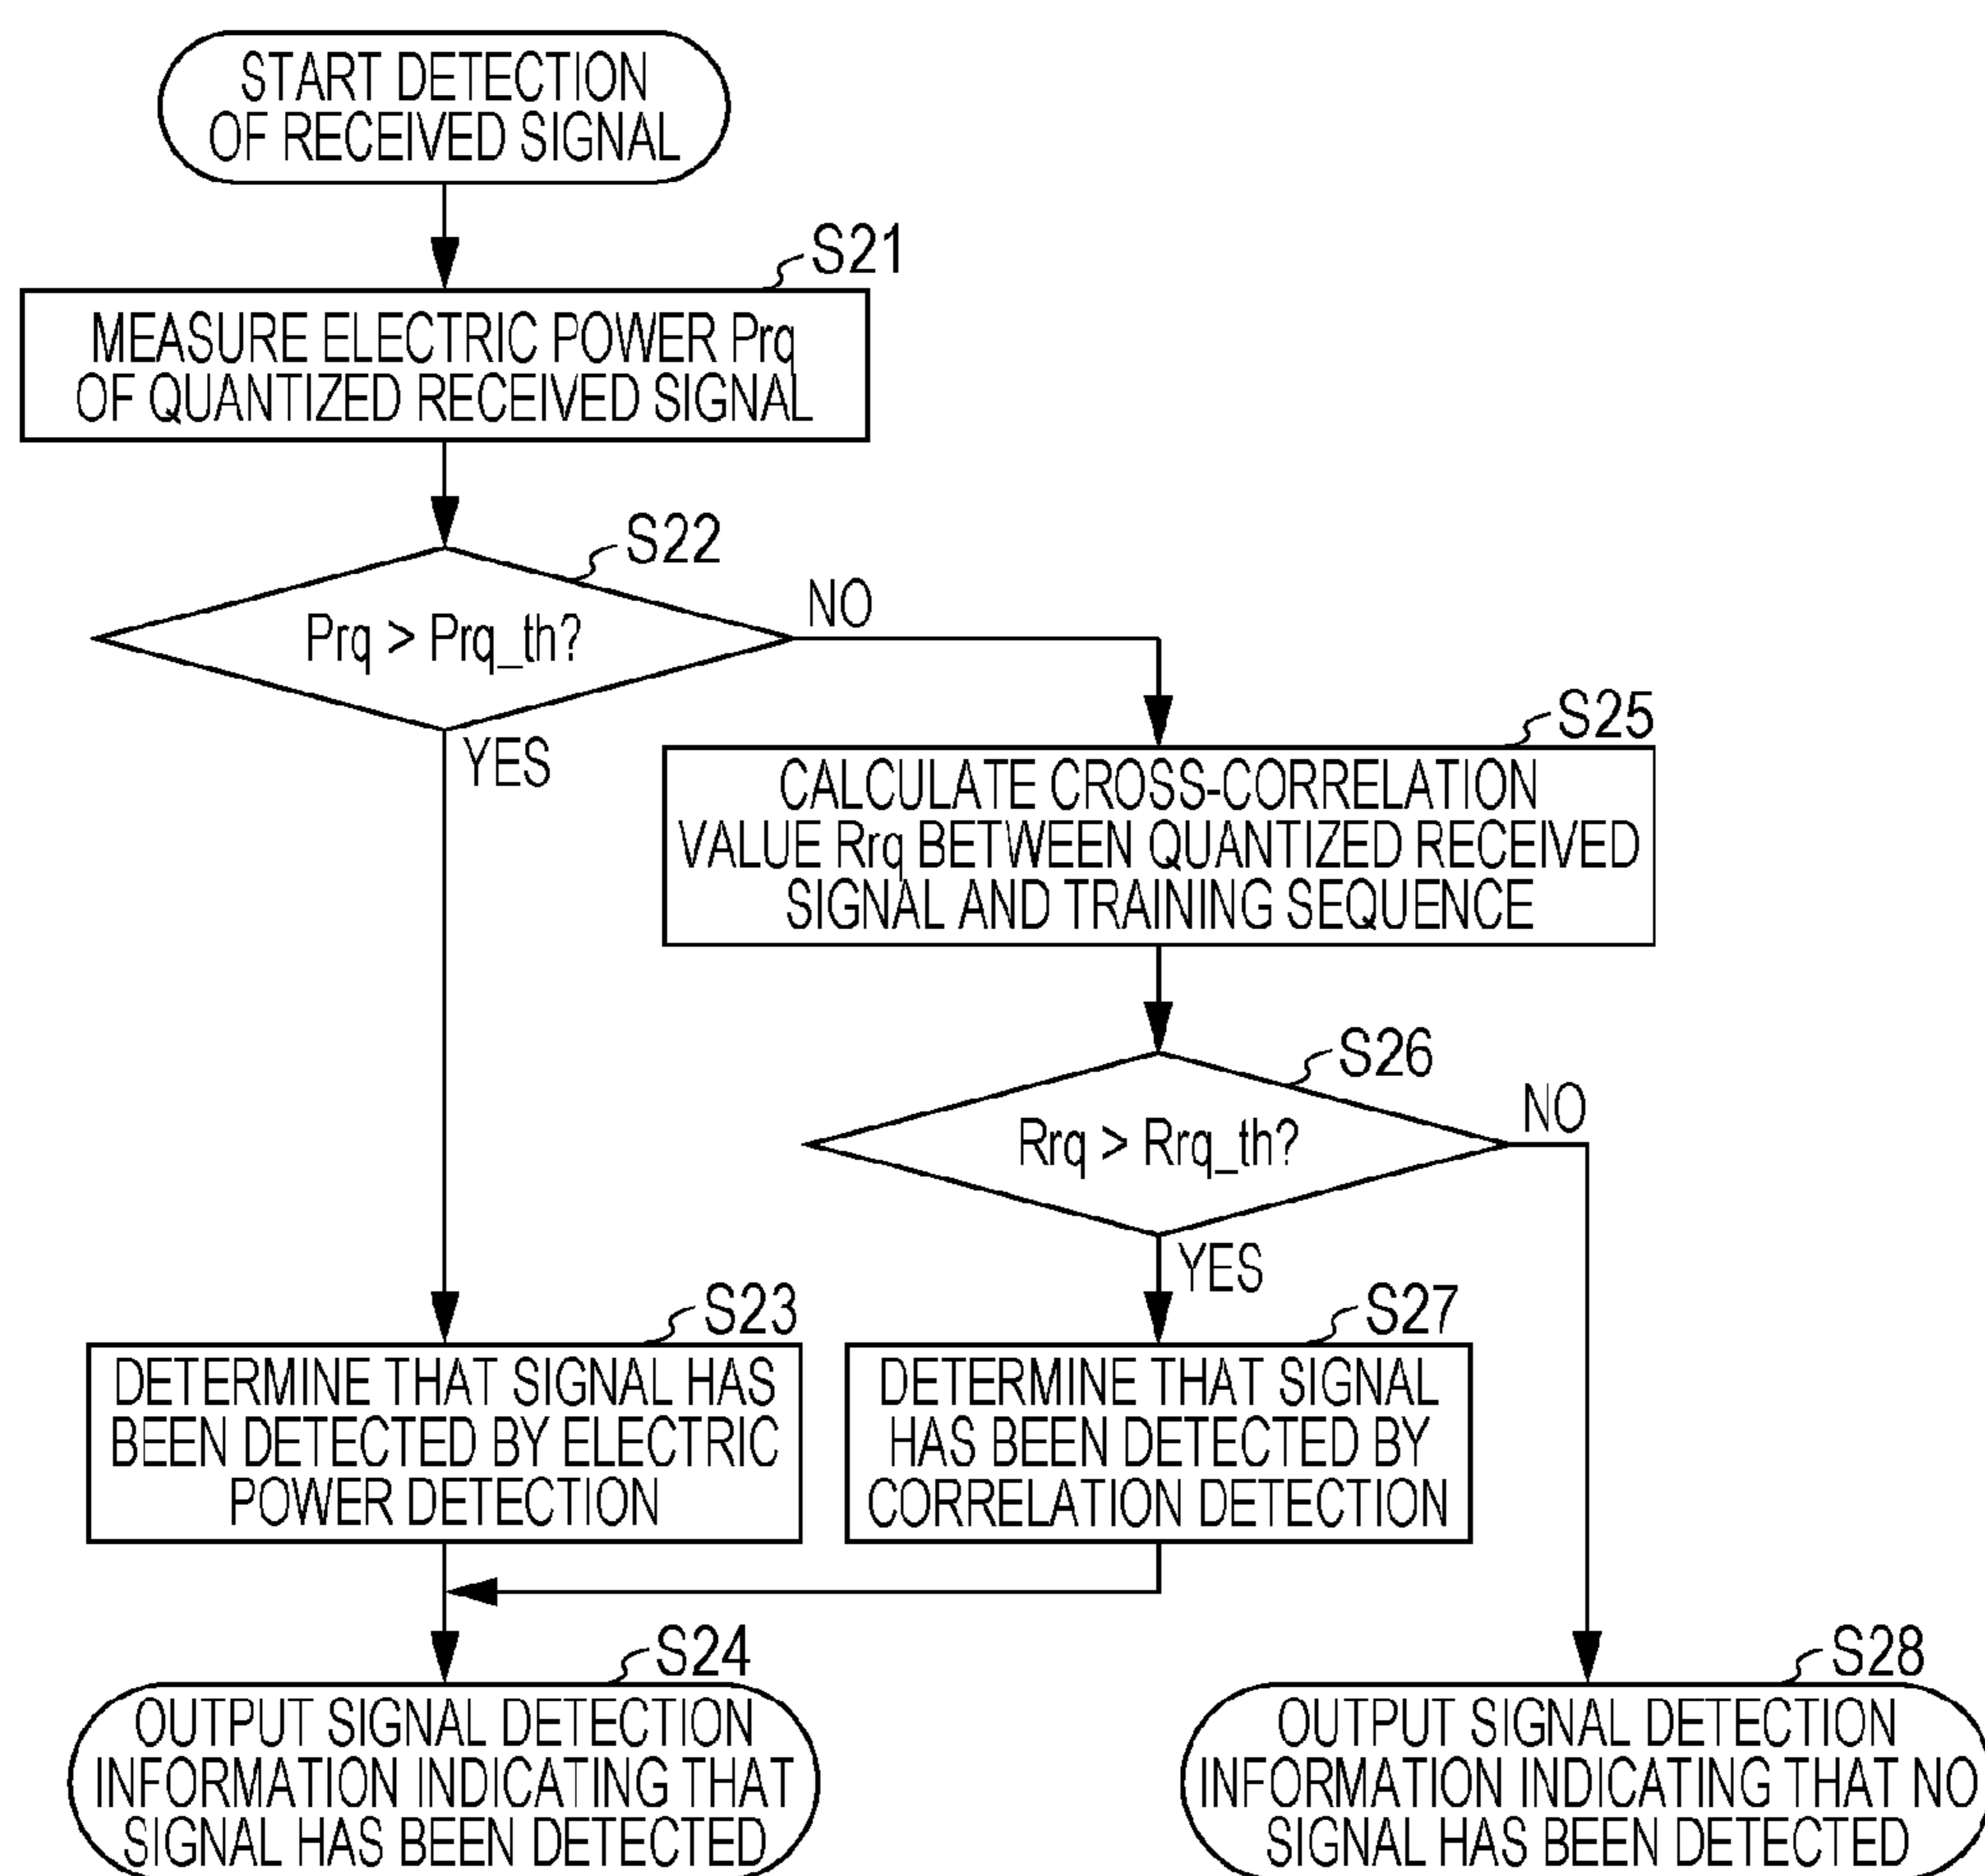 START DETECTION
OF RECEIVED SIGNAL
S21
MEASURE ELECTRIC POWER Prq
OF QUANTIZED RECEIVED SIGNAL
S22
Prq > Prq_th?
NO
YES
S25
CALCULATE CROSS-CORRELATION
VALUE Rrq BETWEEN QUANTIZED RECEIVED
SIGNAL AND TRAINING SEQUENCE
S26
Rrq > Rrq_th?
NO
YES
S23
DETERMINE THAT SIGNAL HAS
BEEN DETECTED BY ELECTRIC
POWER DETECTION
S27
DETERMINE THAT SIGNAL
HAS BEEN DETECTED BY
CORRELATION DETECTION
S24
OUTPUT SIGNAL DETECTION
INFORMATION INDICATING THAT
SIGNAL HAS BEEN DETECTED
S28
OUTPUT SIGNAL DETECTION
INFORMATION INDICATING THAT NO
SIGNAL HAS BEEN DETECTED